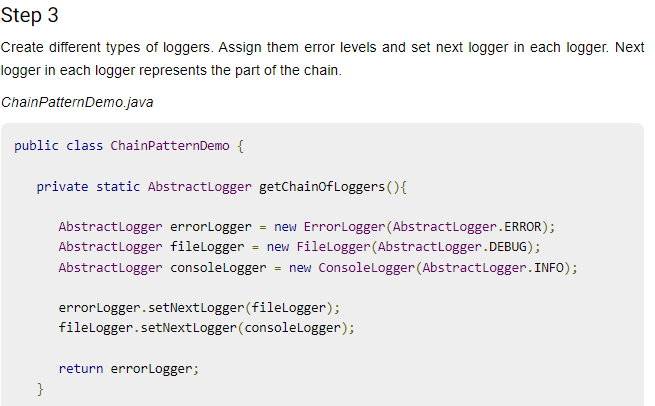 Step 3
Create different types of loggers. Assign them error levels and set next logger in each logger. Next
logger in each logger represents the part of the chain.
ChainPatternDemo.java
public class ChainPatternDemo {
private static AbstractLogger getChainOfLoggers(){
AbstractLogger errorLogger = new ErrorLogger(AbstractLogger.ERROR);
AbstractLogger fileLogger = new FileLogger(AbstractLogger.DEBUG);
AbstractLogger consoleLogger = new ConsoleLogger(AbstractLogger.INFO);
errorLogger.setNextLogger(fileLogger);
fileLogger.setNextLogger(consoleLogger);
return errorLogger;
}